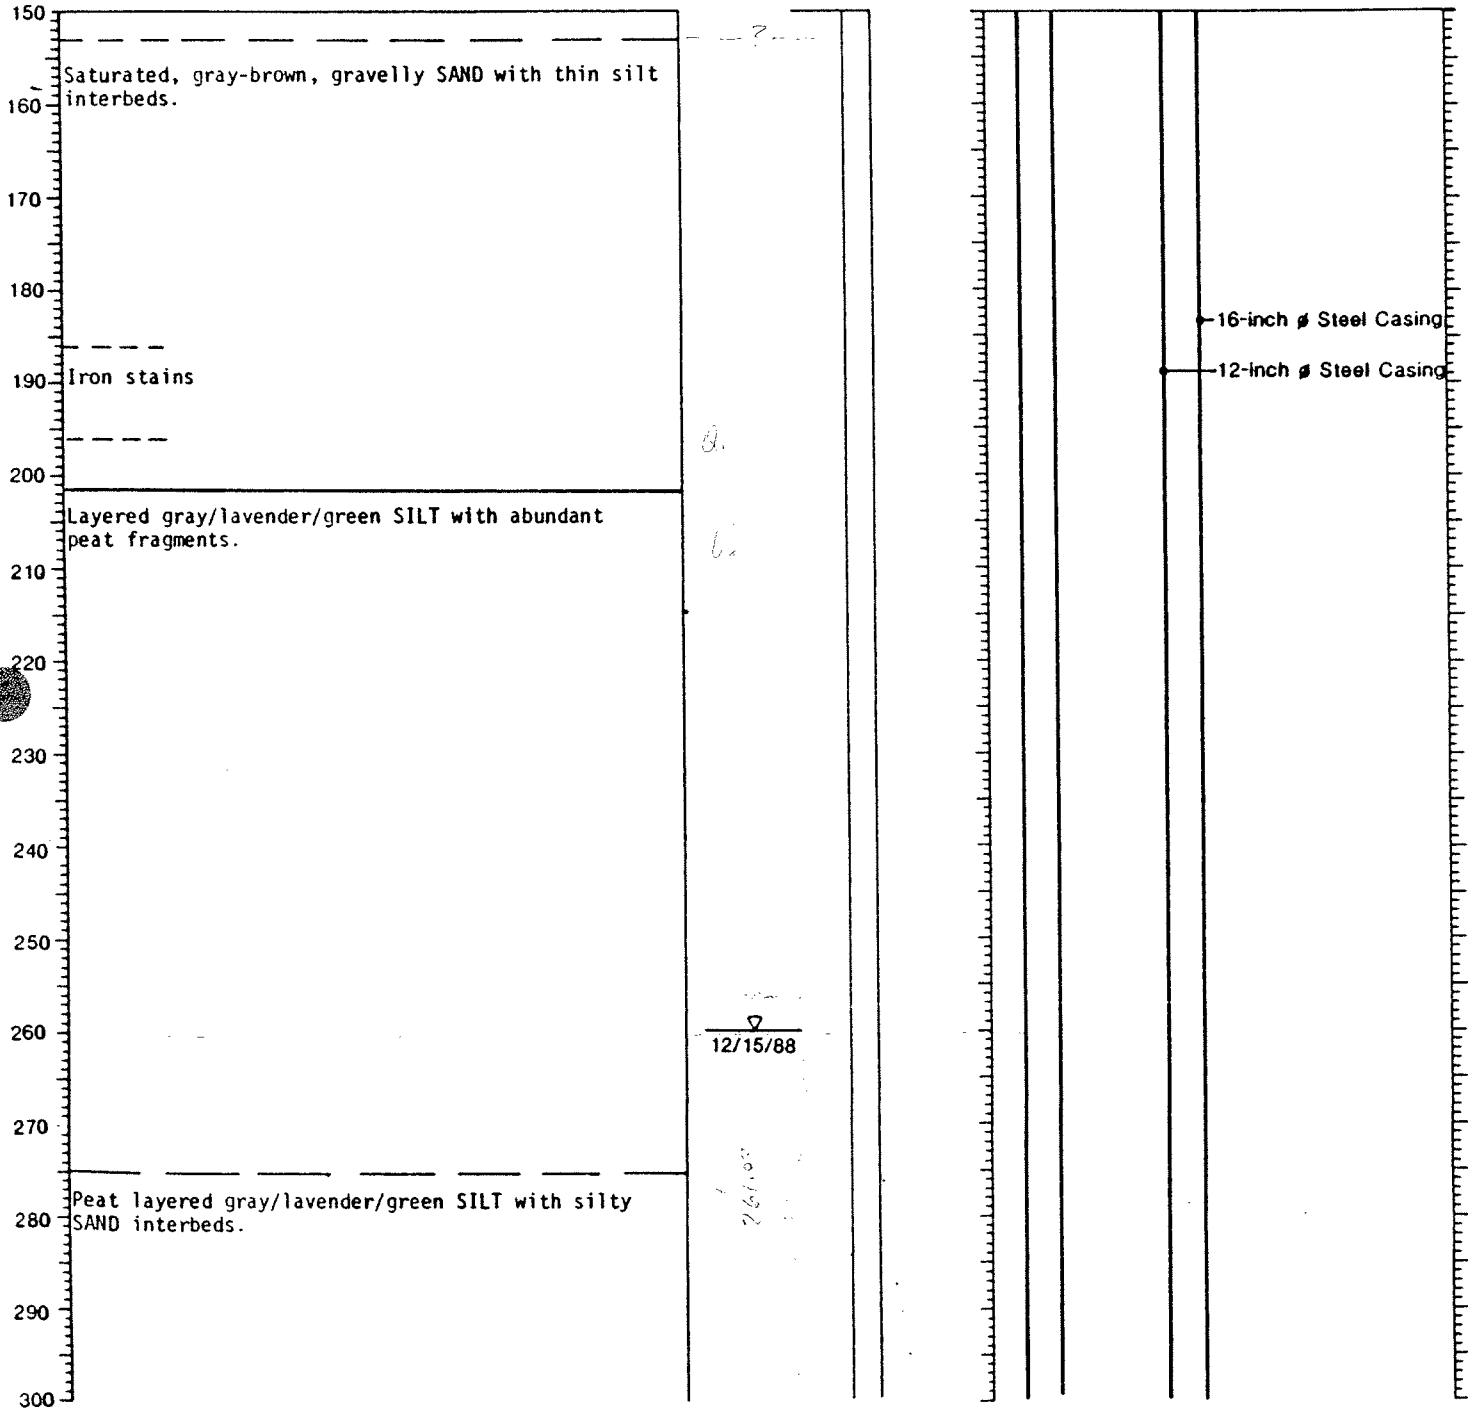 150
?
Saturated, gray-brown, gravelly SAND with thin silt
interbeds.
160
170
180
16-inch ø Steel Casing
Iron stains
12-inch ø Steel Casing
190
200
Layered gray/lavender/green SILT with abundant
peat fragments.
210
220
230
240
250
260
12/15/88
270
Peat layered gray/lavender/green SILT with silty
SAND interbeds.
280
290
300